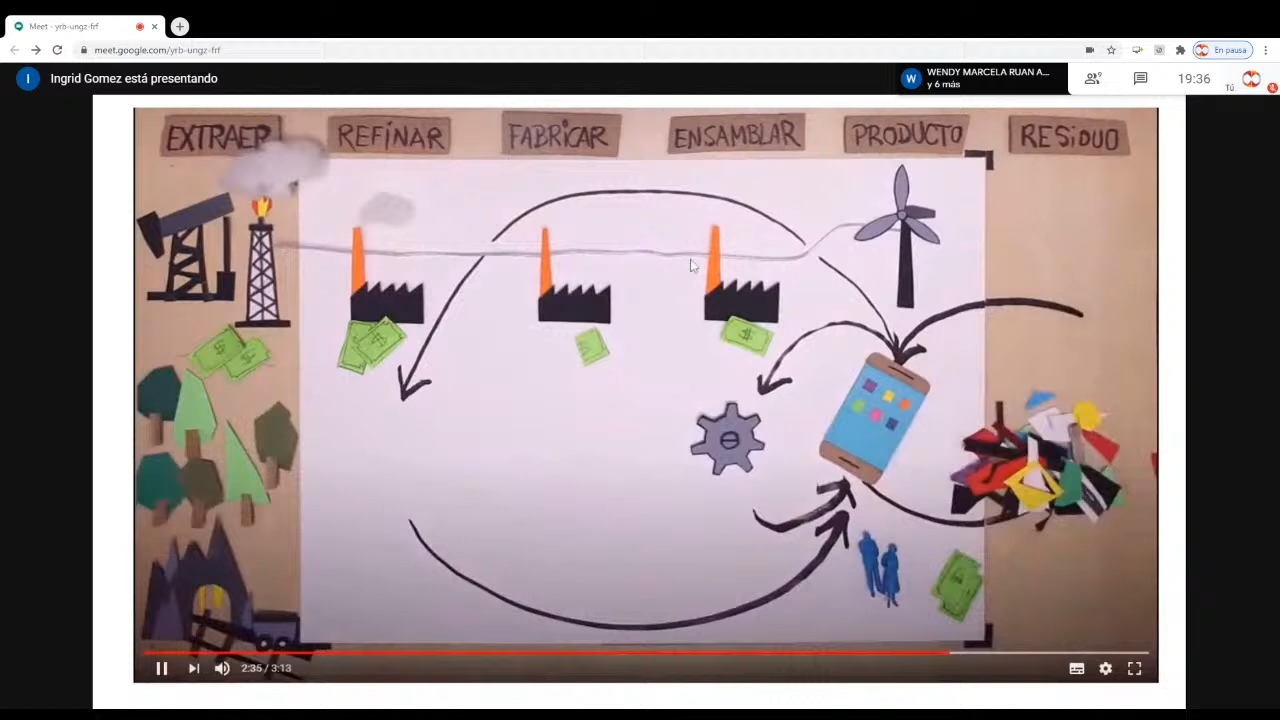 Meet - yrb-ungz-frf
meet.google.com/yrb-ungz-frf
En pausa
I
Ingrid Gomez está presentando
W
WENDY MARCELA RUAN A...
y 6 más
9
19:36
Tú
EXTRAER
REFINAR
FABRICAR
ENSAMBLAR
PRODUCTO
RESIDUO
2:35 / 3:13